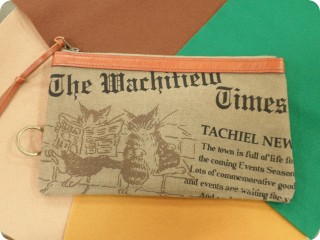 The Wachifield
Times
TACHIEL NEW
The town is full of life
the coming Events Season
Lots of commemorative good
and events are waiting for